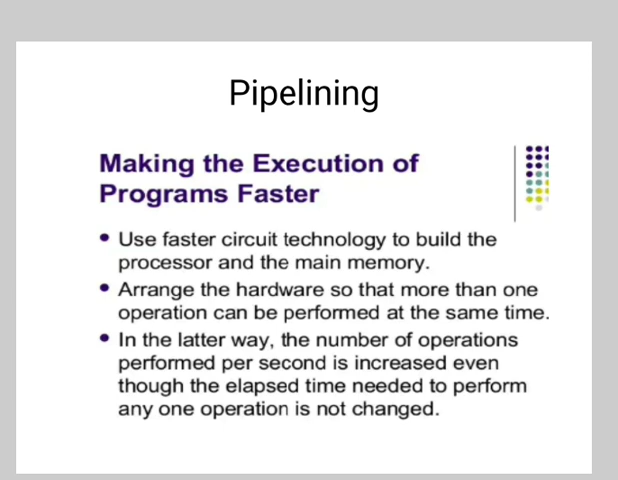 Pipelining
Making the Execution of
Programs Faster
• Use faster circuit technology to build the
processor and the main memory.
• Arrange the hardware so that more than one
operation can be performed at the same time.
• In the latter way, the number of operations
performed per second is increased even
though the elapsed time needed to perform
any one operation is not changed.